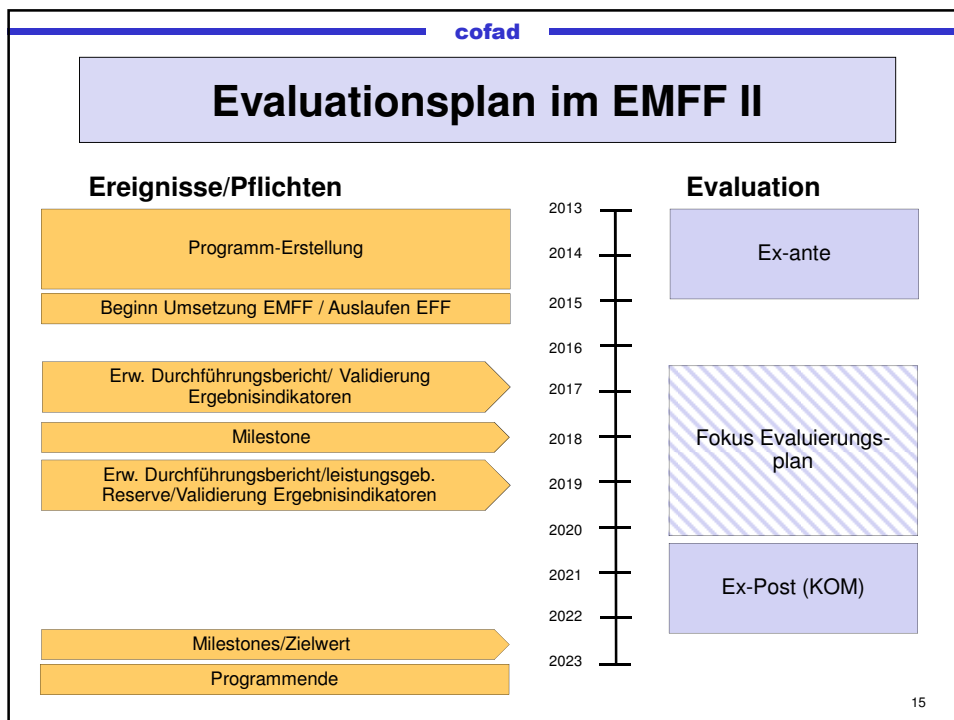 cofad
Evaluationsplan im EMFF II
Ereignisse/Pflichten
Evaluation
Programm-Erstellung
Beginn Umsetzung EMFF / Auslaufen EFF
Erw. Durchführungsbericht/ Validierung
Ergebnisindikatoren
Milestone
Erw. Durchführungsbericht/leistungsgeb.
Reserve/Validierung Ergebnisindikatoren
Milestones/Zielwert
Programmende
2013
2014
2015
2016
2017
2018
2019
2020
2021
2022
2023
Ex-ante
Fokus Evaluierungs-
plan
Ex-Post (KOM)
15